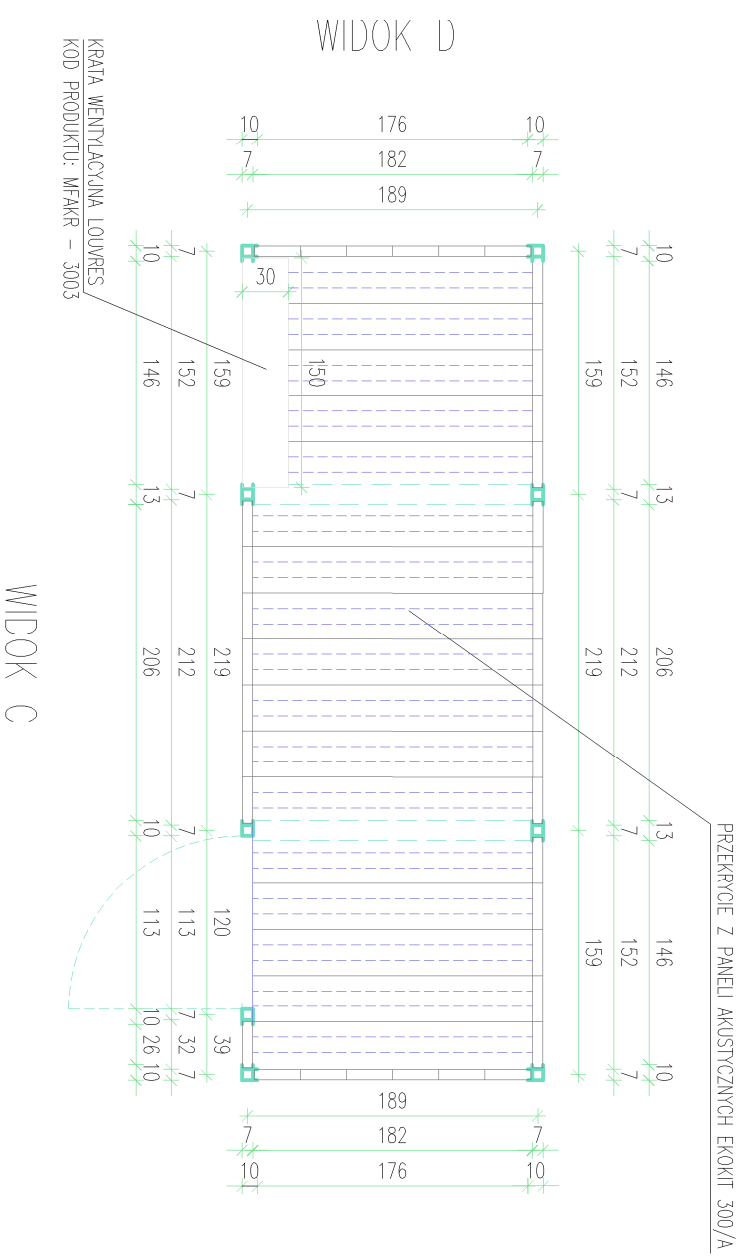 WIDOK D
KRATA WENTYLACYJNA LOUVRES
KOD PRODUKTU: MFAKR - 3003
10 176 10
7 182 7
189
10 146 13 206 10 113 10 26 10
7 152 7 212 7 113 7 32 7
159 219 120 39
30
150
159 219 159
7 152 7 212 7 152 7
10 146 13 206 13 146 10
PRZEKRYCIE Z PANELI AKUSTYCZNYCH EKOKIT 300/A
189
7 182 7
10 176 10
WIDOK C